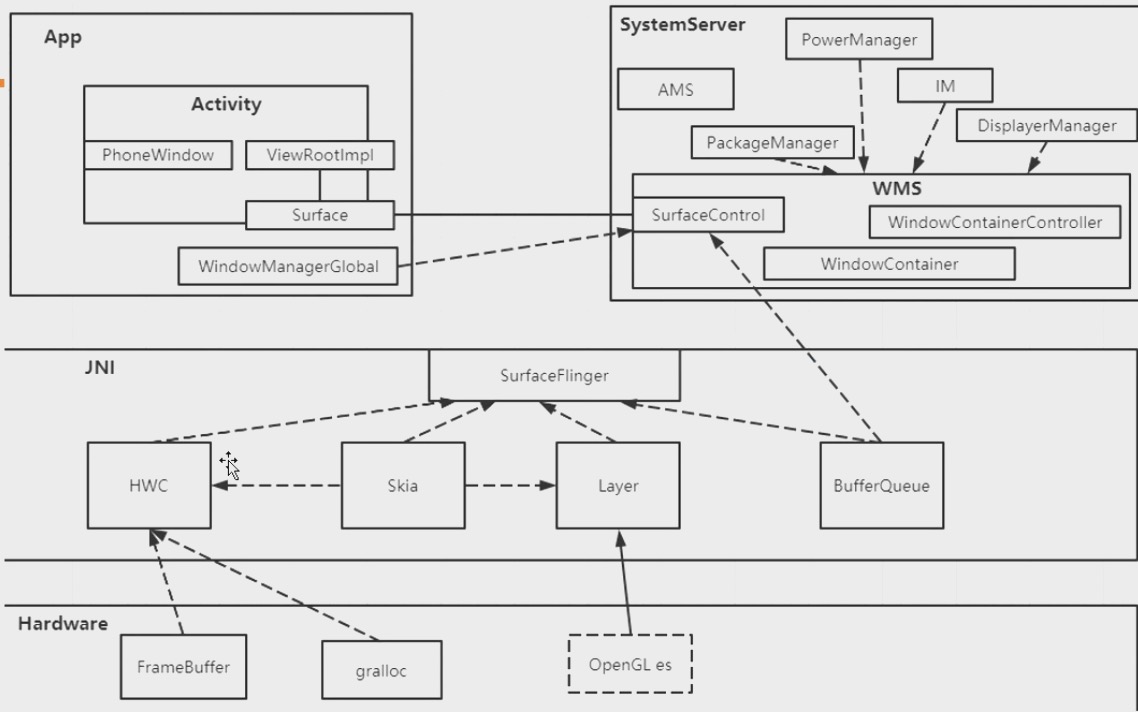 App
Activity
PhoneWindow
ViewRootImpl
Surface
WindowManagerGlobal
SystemServer
PowerManager
AMS
IM
DisplayerManager
PackageManager
WMS
SurfaceControl
WindowContainerController
WindowContainer
JNI
SurfaceFlinger
HWC
Skia
Layer
BufferQueue
Hardware
FrameBuffer
gralloc
OpenGL es